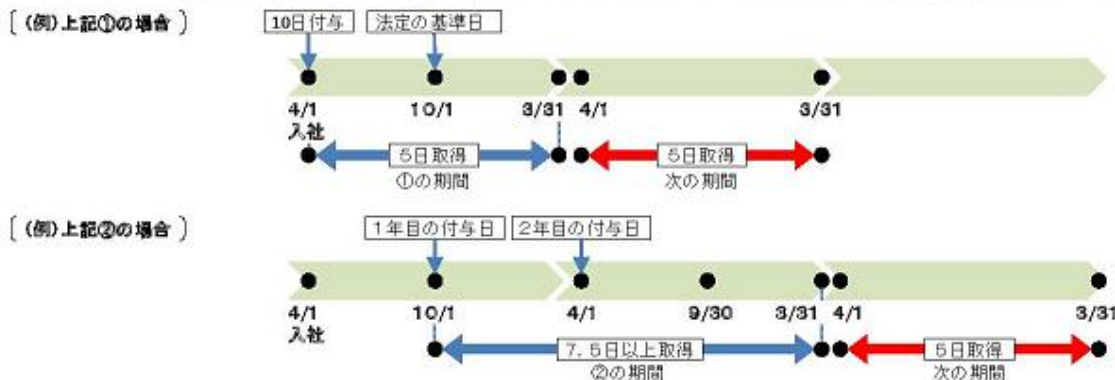 〔(例)上記①の場合〕
10日付与 法定の基準日
4/1 10/1 3/31 4/1 3/31
入社
5日取得 5日取得
①の期間 次の期間
〔(例)上記②の場合〕
1年目の付与日 2年目の付与日
4/1 10/1 4/1 9/30 3/31 4/1 3/31
入社
7.5日以上取得 5日取得
②の期間 次の期間